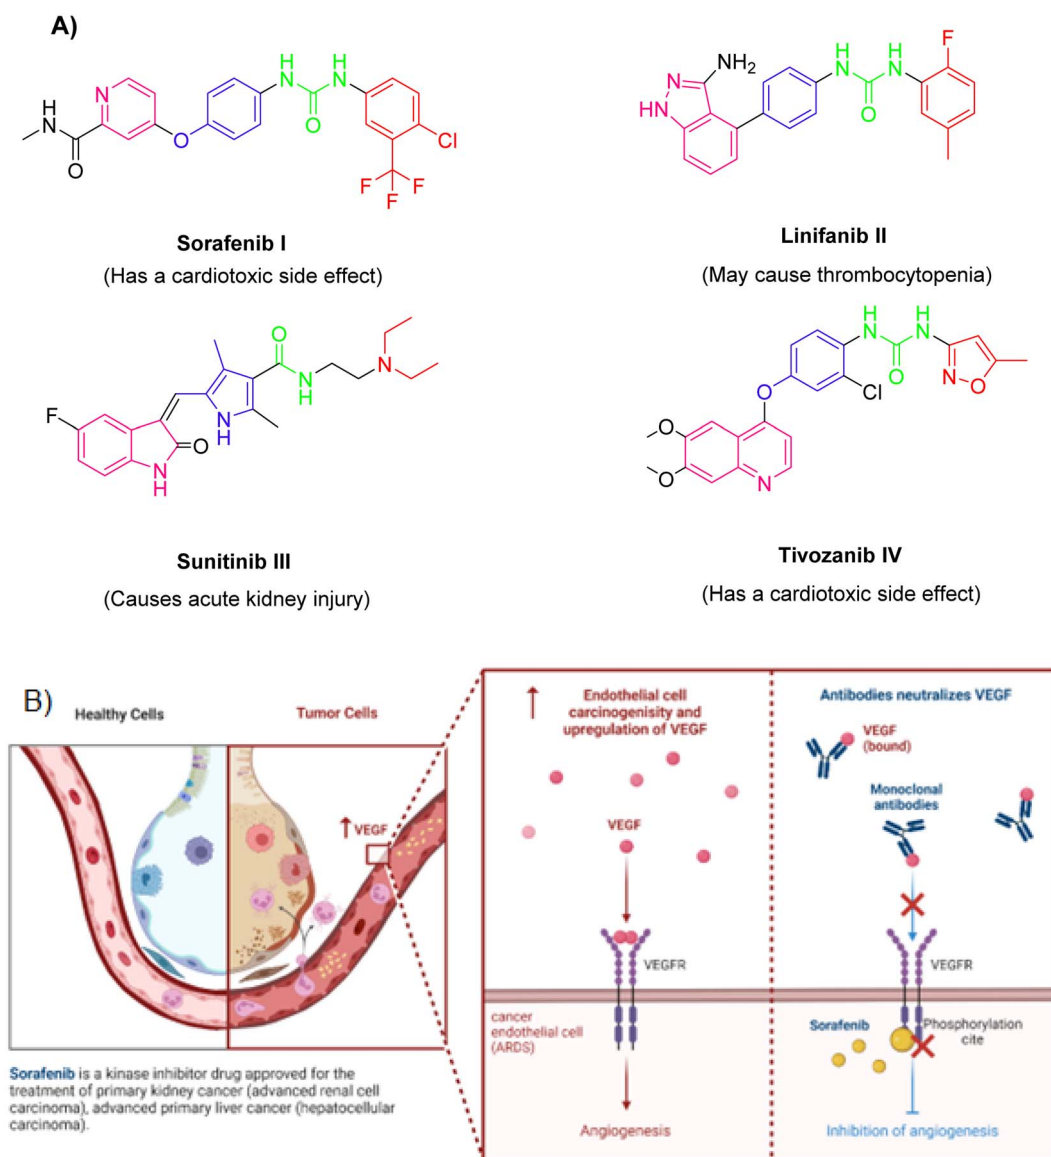 A)
N
H
N
O
O
H
N
H
N
O
Cl
F
F
F
Sorafenib I
(Has a cardiotoxic side effect)
NH2
N
HN
H
N
H
N
O
F
Linifanib II
(May cause thrombocytopenia)
F
N
H
O
N
H
O
N
H
N
Sunitinib III
(Causes acute kidney injury)
H
N
H
N
O
N
O
Cl
O
O
O
N
Tivozanib IV
(Has a cardiotoxic side effect)
B)
Healthy Cells
Tumor Cells
VEGF
Sorafenib is a kinase inhibitor drug approved for the
treatment of primary kidney cancer (advanced renal cell
carcinoma), advanced primary liver cancer (hepatocellular
carcinoma).
Endothelial cell
carcinogenisity and
upregulation of VEGF
VEGF
VEGFR
cancer
endothelial cell
(ARDS)
Angiogenesis
Antibodies neutralizes VEGF
VEGF
(bound)
Monoclonal
antibodies
VEGFR
Sorafenib
Phosphorylation
cite
Inhibition of angiogenesis